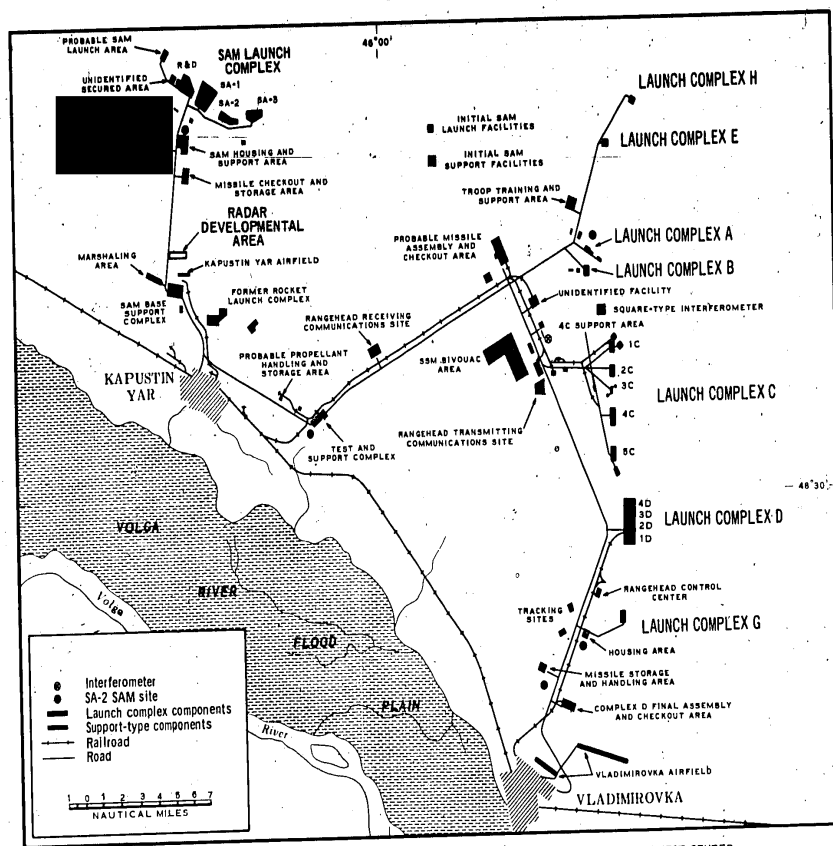 46°00'
PROBABLE SAM
LAUNCH AREA
R&D
SAM LAUNCH
COMPLEX
UNIDENTIFIED
SECURED AREA
SA-1
SA-2
SA-3
SAM HOUSING AND
SUPPORT AREA
MISSILE CHECKOUT AND
STORAGE AREA
RADAR
DEVELOPMENTAL
AREA
MARSHALING
AREA
KAPUSTIN YAR AIRFIELD
SAM BASE
SUPPORT
COMPLEX
FORMER ROCKET
LAUNCH COMPLEX
INITIAL SAM
LAUNCH FACILITIES
INITIAL SAM
SUPPORT FACILITIES
LAUNCH COMPLEX H
LAUNCH COMPLEX E
TROOP TRAINING AND
SUPPORT AREA
LAUNCH COMPLEX A
LAUNCH COMPLEX B
PROBABLE MISSILE
ASSEMBLY AND
CHECKOUT AREA
UNIDENTIFIED FACILITY
SQUARE-TYPE INTERFEROMETER
4C SUPPORT AREA
1C
2C
3C
4C
5C
LAUNCH COMPLEX C
RANGEHEAD RECEIVING
COMMUNICATIONS SITE
PROBABLE PROPELLANT
HANDLING AND
STORAGE AREA
SSM BIVOUAC
AREA
RANGEHEAD TRANSMITTING
COMMUNICATIONS SITE
KAPUSTIN
YAR
TEST AND
SUPPORT COMPLEX
48°30'
4D
3D
2D
1D
LAUNCH COMPLEX D
RANGEHEAD CONTROL
CENTER
TRACKING
SITES
LAUNCH COMPLEX G
HOUSING AREA
MISSILE STORAGE
AND HANDLING AREA
COMPLEX D FINAL ASSEMBLY
AND CHECKOUT AREA
VLADIMIROVKA AIRFIELD
VLADIMIROVKA
VOLGA
RIVER
FLOOD
PLAIN
Volga
River
Interferometer
SA-2 SAM site
Launch complex components
Support-type components
Railroad
Road
1 0 1 2 3 4 5 6 7
NAUTICAL MILES